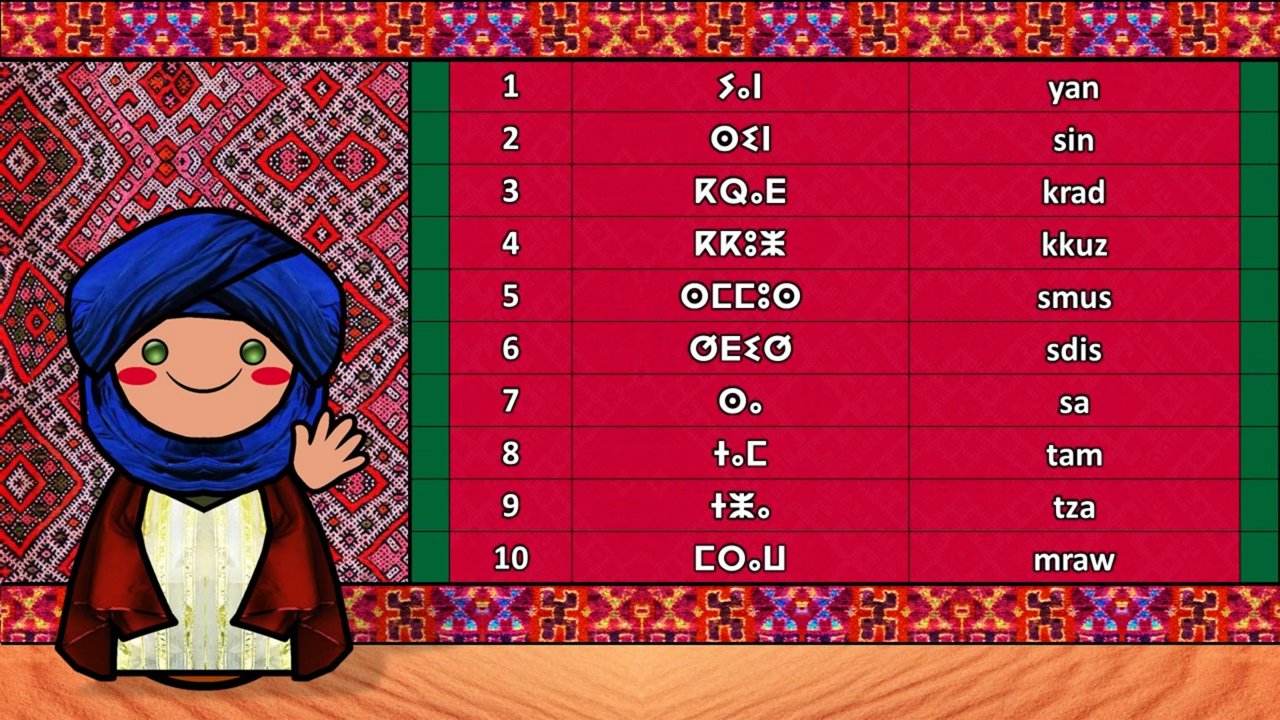 1 ⵢⴰⵏ yan
2 ⵙⵉⵏ sin
3 ⴽⵕⴰⴹ krad
4 ⴽⴽⵓⵥ kkuz
5 ⵙⵎⵎⵓⵙ smus
6 ⵚⴹⵉⵚ sdis
7 ⵙⴰ sa
8 ⵜⴰⵎ tam
9 ⵜⵥⴰ tza
10 ⵎⵔⴰⵡ mraw